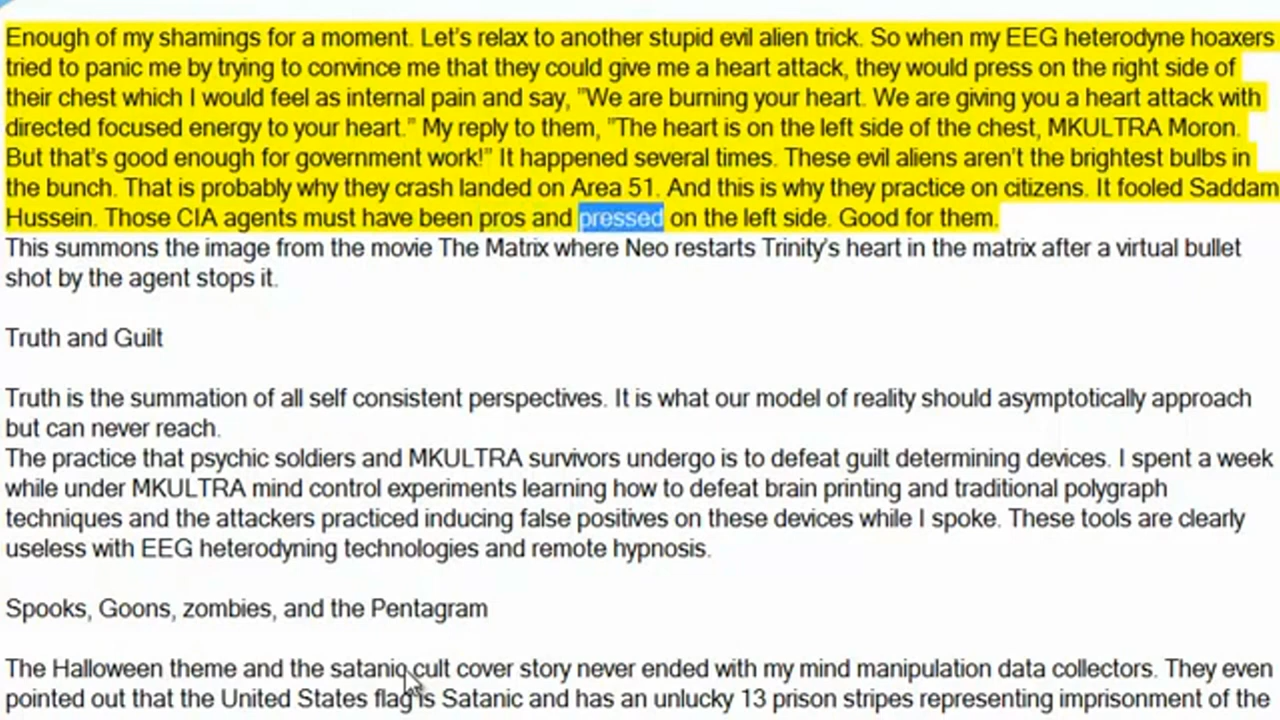 Enough of my shamings for a moment. Let's relax to another stupid evil alien trick. So when my EEG heterodyne hoaxers
tried to panic me by trying to convince me that they could give me a heart attack, they would press on the right side of
their chest which I would feel as internal pain and say, "We are burning your heart. We are giving you a heart attack with
directed focused energy to your heart." My reply to them, "The heart is on the left side of the chest, MKULTRA Moron.
But that's good enough for government work!" It happened several times. These evil aliens aren't the brightest bulbs in
the bunch. That is probably why they crash landed on Area 51. And this is why they practice on citizens. It fooled Saddam
Hussein. Those CIA agents must have been pros and pressed on the left side. Good for them.
This summons the image from the movie The Matrix where Neo restarts Trinity's heart in the matrix after a virtual bullet
shot by the agent stops it.
Truth and Guilt
Truth is the summation of all self consistent perspectives. It is what our model of reality should asymptotically approach
but can never reach.
The practice that psychic soldiers and MKULTRA survivors undergo is to defeat guilt determining devices. I spent a week
while under MKULTRA mind control experiments learning how to defeat brain printing and traditional polygraph
techniques and the attackers practiced inducing false positives on these devices while I spoke. These tools are clearly
useless with EEG heterodyning technologies and remote hypnosis.
Spooks, Goons, zombies, and the Pentagram
The Halloween theme and the satanic cult cover story never ended with my mind manipulation data collectors. They even
pointed out that the United States flag is Satanic and has an unlucky 13 prison stripes representing imprisonment of the